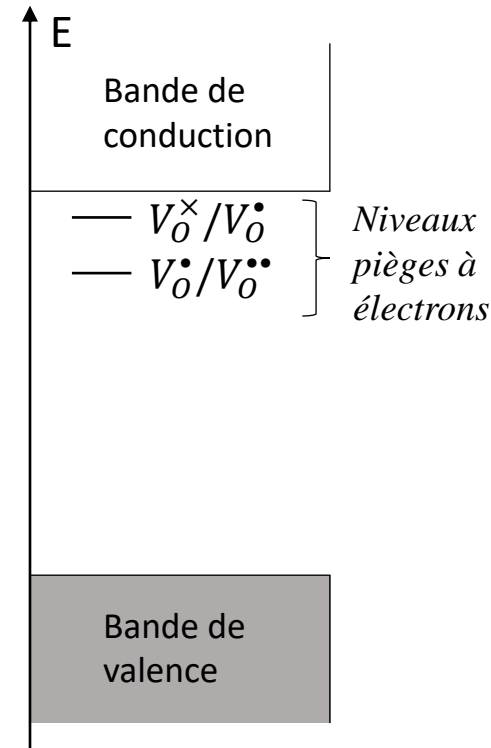 E
Bande de
conduction
V_O^×/V_O^•
V_O^•/V_O^••
Niveaux
pièges à
électrons
Bande de
valence